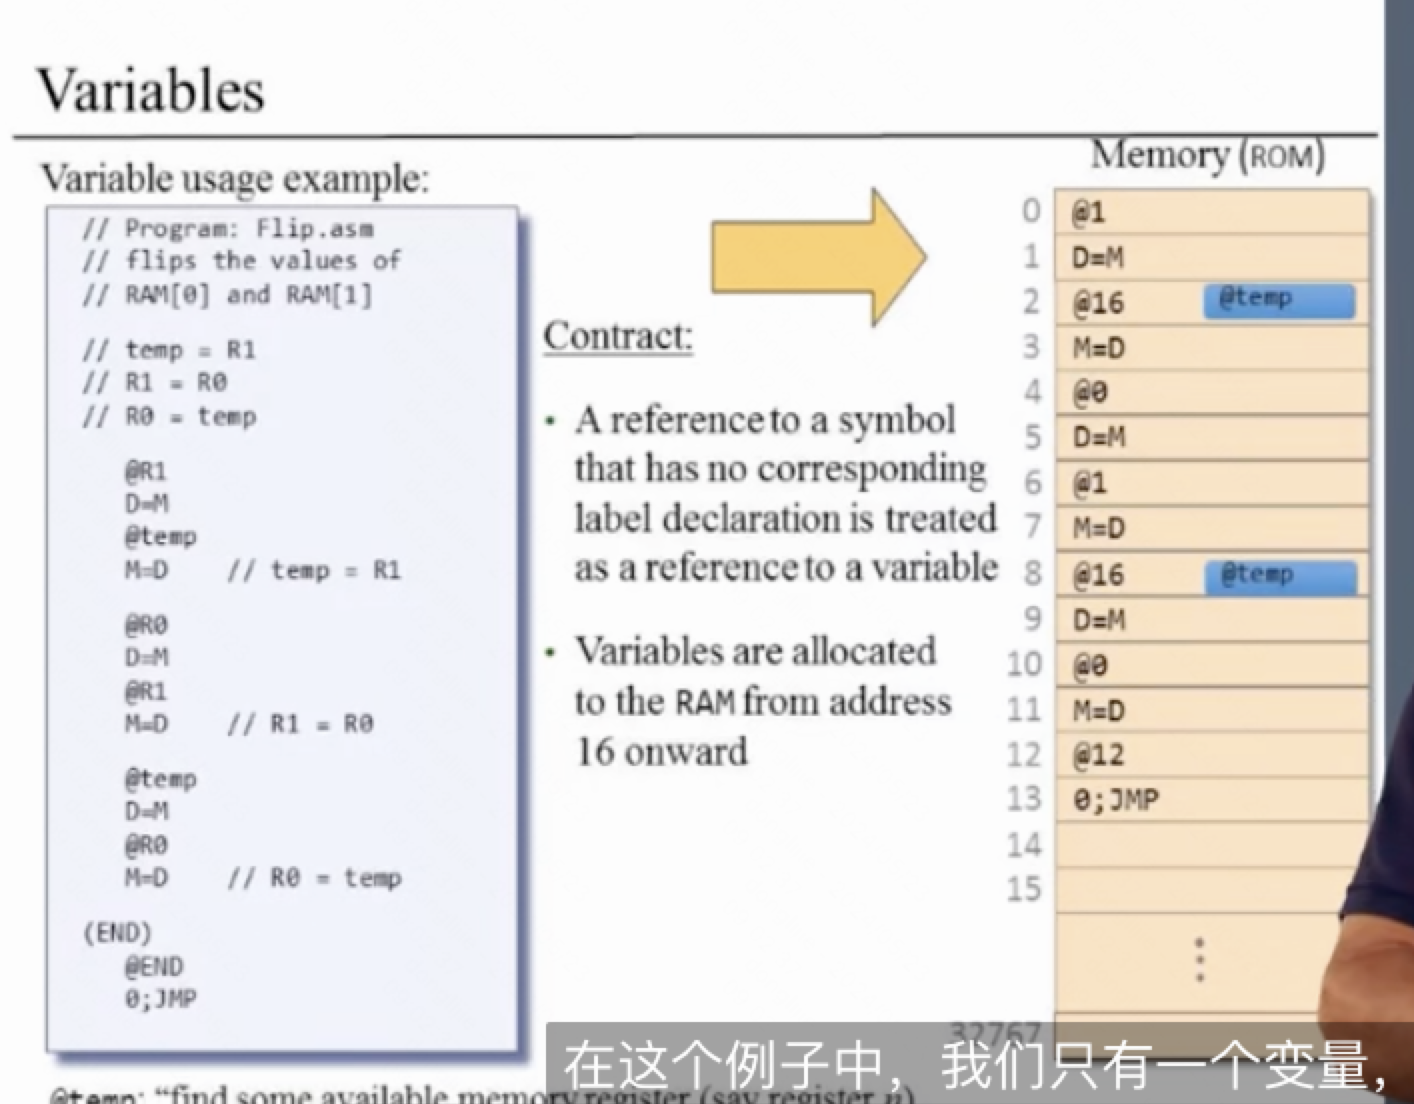 Variables
Variable usage example:
// Program: Flip.asm
// flips the values of
// RAM[0] and RAM[1]
// temp = R1
// R1 = R0
// R0 = temp
@R1
D=M
@temp
M=D // temp = R1
@R0
D=M
@R1
M=D // R1 = R0
@temp
D=M
@R0
M=D // R0 = temp
(END)
@END
0;JMP
Contract:
• A reference to a symbol
that has no corresponding
label declaration is treated
as a reference to a variable
• Variables are allocated
to the RAM from address
16 onward
Memory (ROM)
0 @1
1 D=M
2 @16 @temp
3 M=D
4 @0
5 D=M
6 @1
7 M=D
8 @16 @temp
9 D=M
10 @0
11 M=D
12 @12
13 0;JMP
14
15
32767
@temp: “find some available memory register (say register n)
在这个例子中，我们只有一个变量，